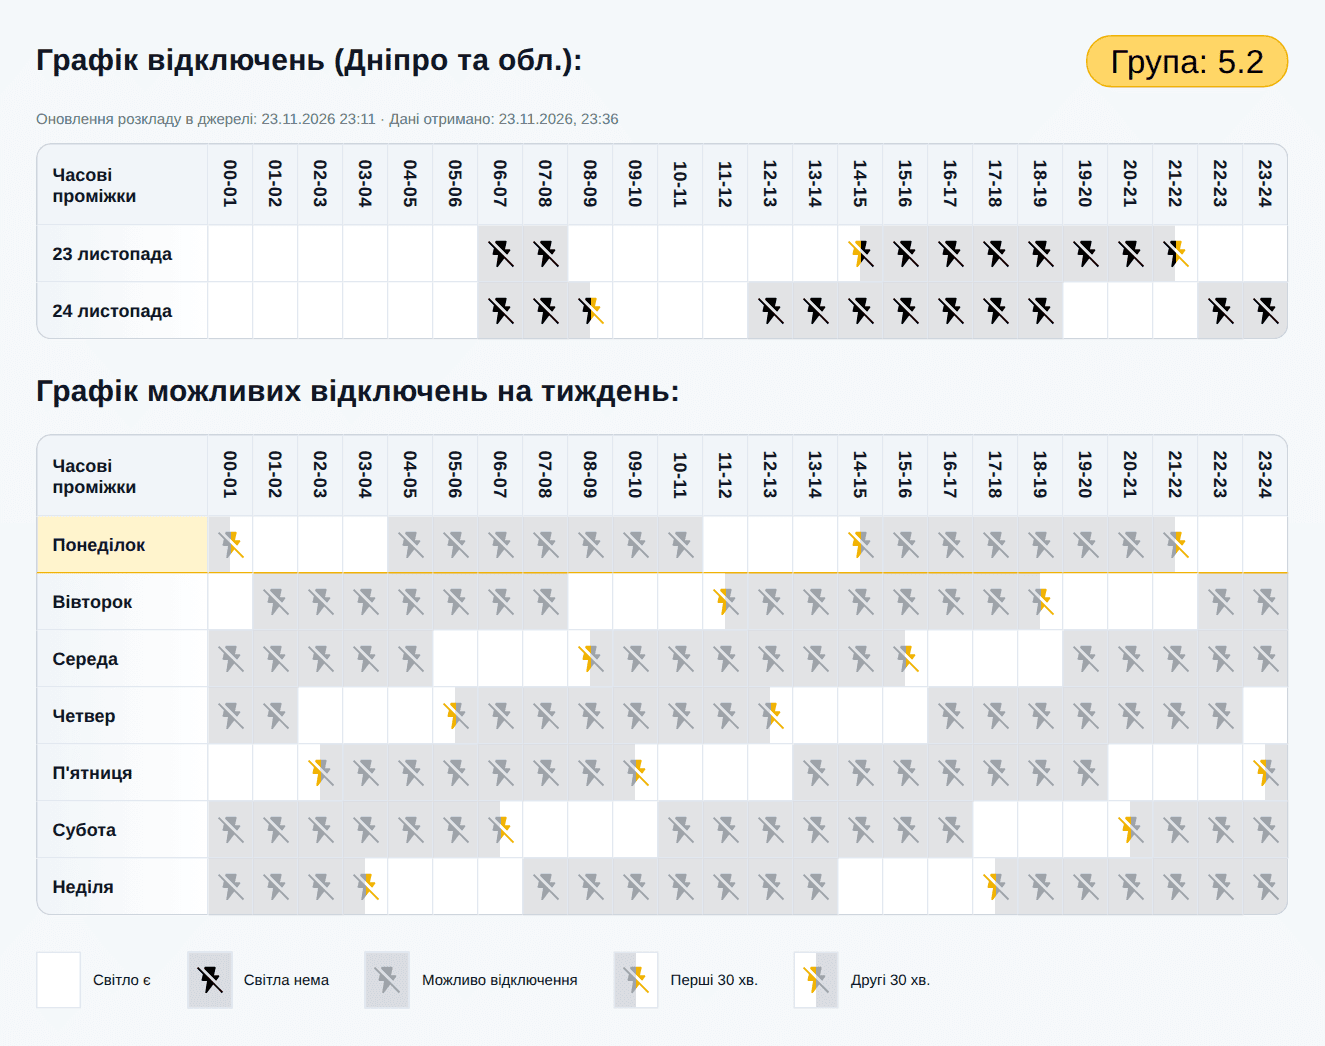 Графік відключень (Дніпро та обл.):
Група: 5.2
Оновлення розкладу в джерелі: 23.11.2026 23:11 · Дані отримано: 23.11.2026, 23:36
Часові проміжки 00-01 01-02 02-03 03-04 04-05 05-06 06-07 07-08 08-09 09-10 10-11 11-12 12-13 13-14 14-15 15-16 16-17 17-18 18-19 19-20 20-21 21-22 22-23 23-24
23 листопада
24 листопада
Графік можливих відключень на тиждень:
Часові проміжки 00-01 01-02 02-03 03-04 04-05 05-06 06-07 07-08 08-09 09-10 10-11 11-12 12-13 13-14 14-15 15-16 16-17 17-18 18-19 19-20 20-21 21-22 22-23 23-24
Понеділок
Вівторок
Середа
Четвер
П'ятниця
Субота
Неділя
Світло є
Світла нема
Можливо відключення
Перші 30 хв.
Другі 30 хв.